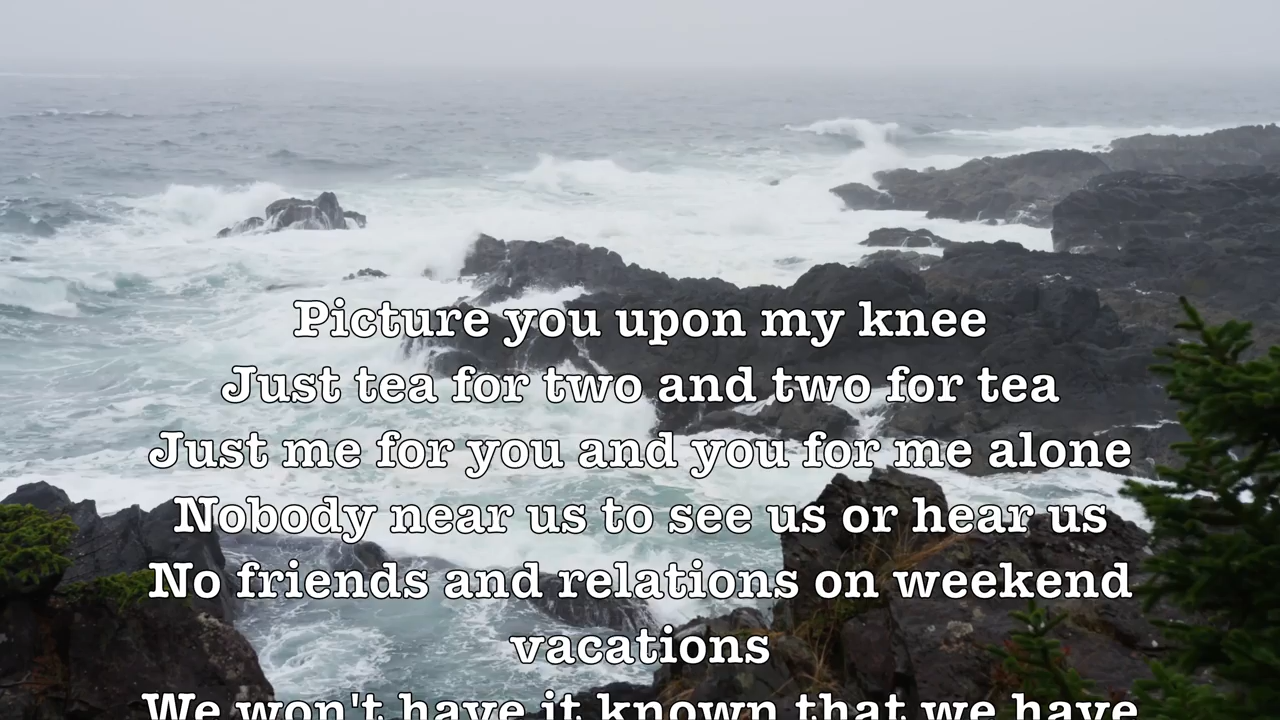 Picture you upon my knee
Just tea for two and two for tea
Just me for you and you for me alone
Nobody near us to see us or hear us
No friends and relations on weekend
vacations
We won't have it known that we have